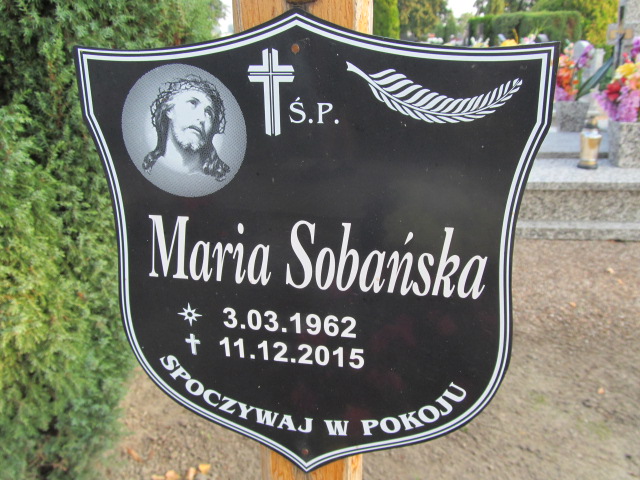 Ś.P.
Maria Sobańska
3.03.1962
11.12.2015
SPOCZYWAJ W POKOJU